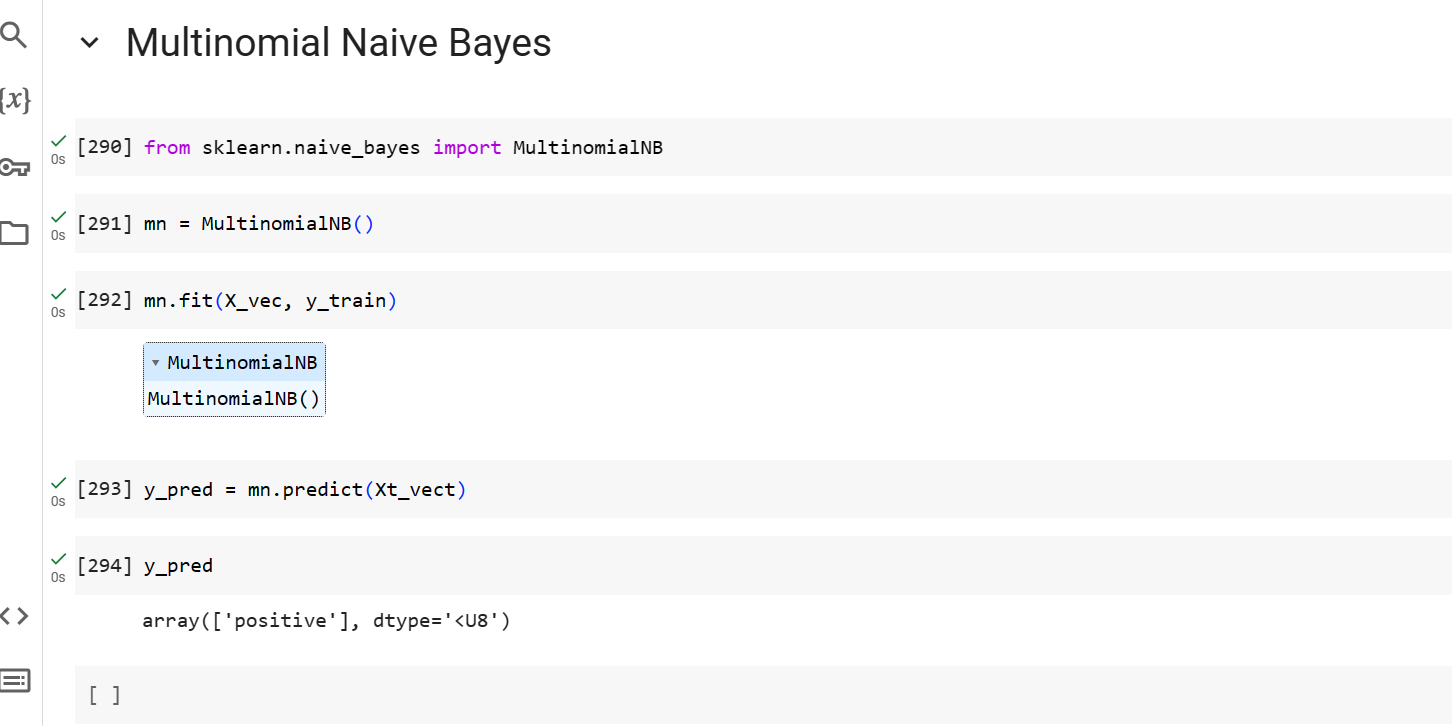 Multinomial Naive Bayes
{x}
[290] from sklearn.naive_bayes import MultinomialNB
0s
[291] mn = MultinomialNB()
0s
[292] mn.fit(X_vec, y_train)
0s
MultinomialNB
MultinomialNB()
[293] y_pred = mn.predict(Xt_vect)
0s
[294] y_pred
0s
array(['positive'], dtype='<U8')
[ ]